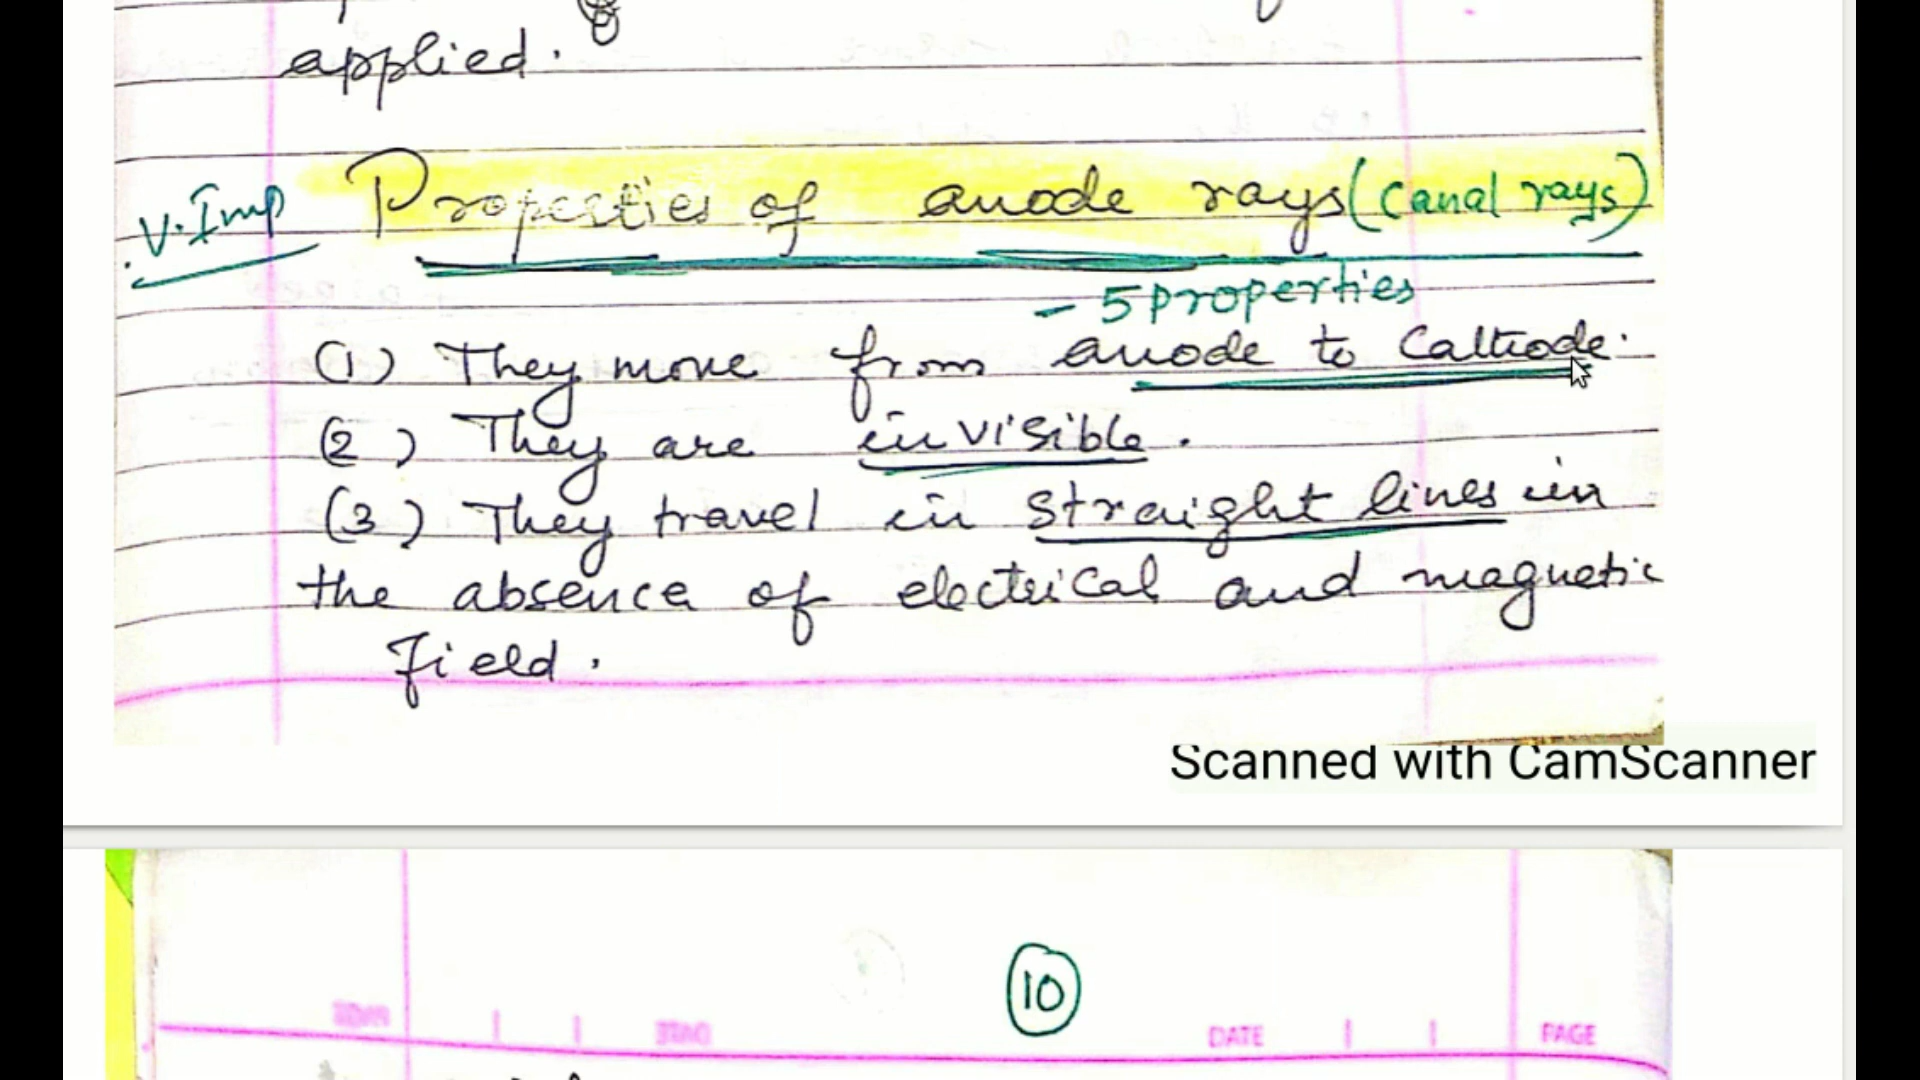 applied.
V.Imp Properties of anode rays (Canal rays)
- 5 properties
(1) They move from anode to Cathode.
(2) They are invisible.
(3) They travel in straight lines in
the absence of electrical and magnetic
field.
Scanned with CamScanner
10
DATE PAGE